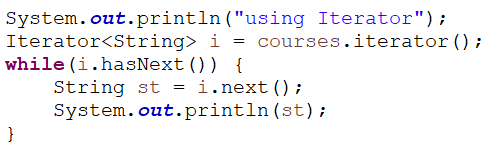 System.out.println("using Iterator");
Iterator<String> i = courses.iterator();
while(i.hasNext()) {
    String st = i.next();
    System.out.println(st);
}